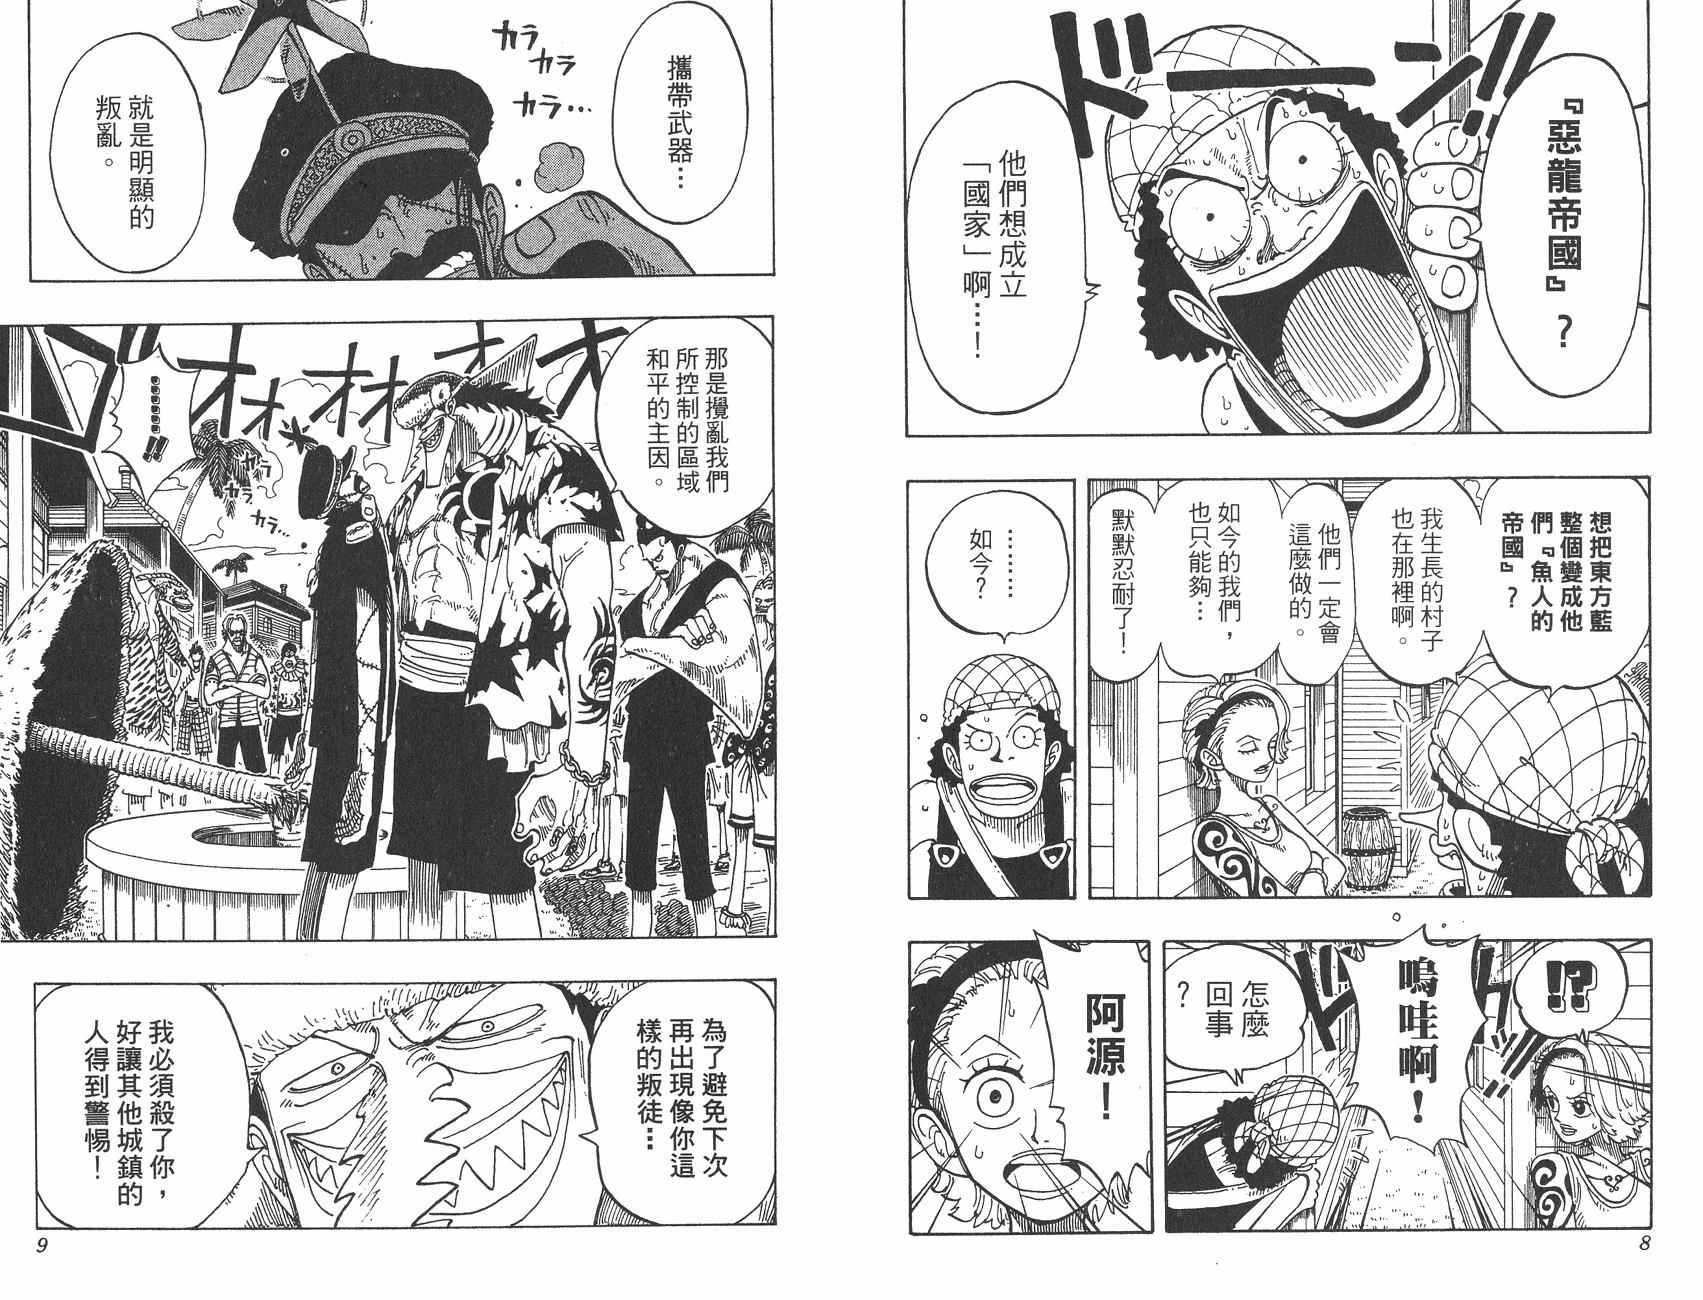 『惡龍帝國』?
ドーン!!
他們想成立
「國家」啊…!
想把東方藍
整個變成他
們『魚人的
帝國』?
我生長的村子
也在那裡啊。
他們一定會
這麼做的。
如今的我們，
也只能夠…
默默忍耐了!
………
如今?
!?
嗚哇啊!
ドドッ!!
怎麼
回事
?
阿源!
8
攜帶武器…
カラ
カラ
カラ…
就是明顯的
叛亂。
那是攪亂我們
所控制的區域
和平的主因。
オオオオオオ
………!!
カラ
カラ
カラ…
為了避免下次
再出現像你這
樣的叛徒…
我必須殺了你，
好讓其他城鎮的
人得到警惕!
9